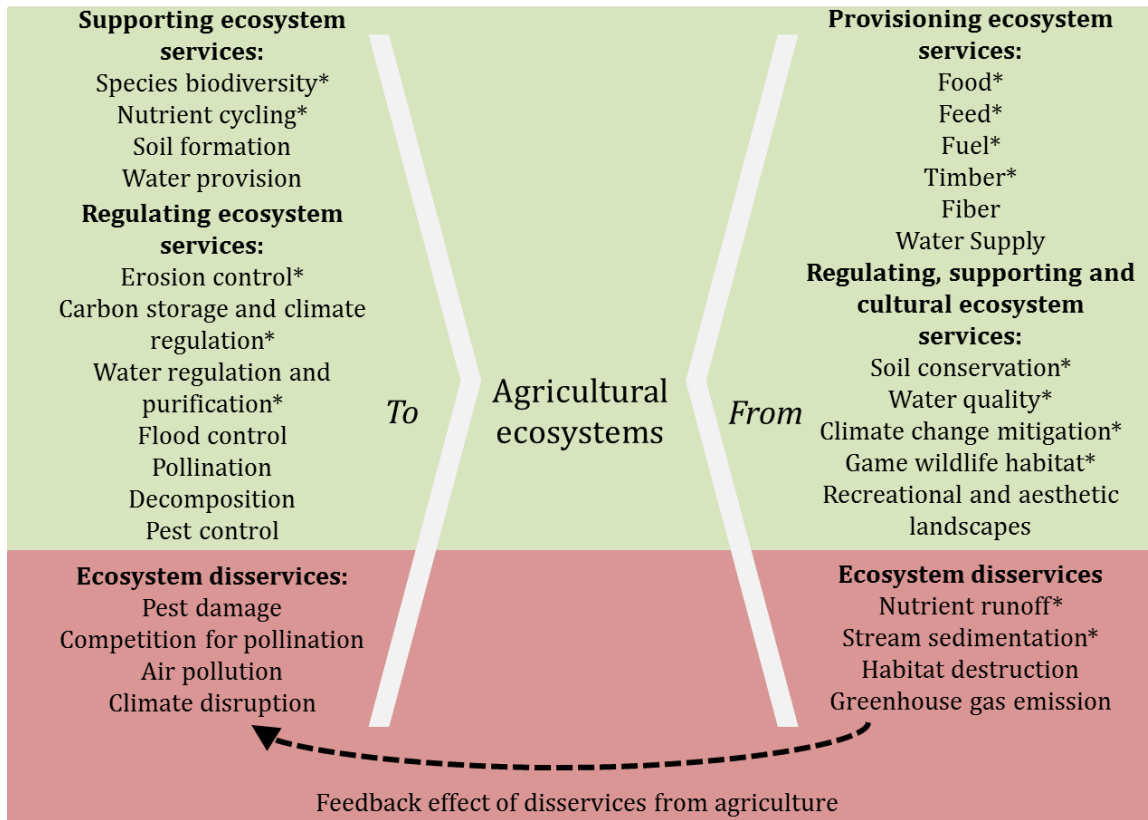 Supporting ecosystem
services:
Species biodiversity*
Nutrient cycling*
Soil formation
Water provision
Regulating ecosystem
services:
Erosion control*
Carbon storage and climate
regulation*
Water regulation and
purification*
Flood control
Pollination
Decomposition
Pest control
Ecosystem disservices:
Pest damage
Competition for pollination
Air pollution
Climate disruption
To
Agricultural
ecosystems
From
Provisioning ecosystem
services:
Food*
Feed*
Fuel*
Timber*
Fiber
Water Supply
Regulating, supporting and
cultural ecosystem
services:
Soil conservation*
Water quality*
Climate change mitigation*
Game wildlife habitat*
Recreational and aesthetic
landscapes
Ecosystem disservices
Nutrient runoff*
Stream sedimentation*
Habitat destruction
Greenhouse gas emission
Feedback effect of disservices from agriculture